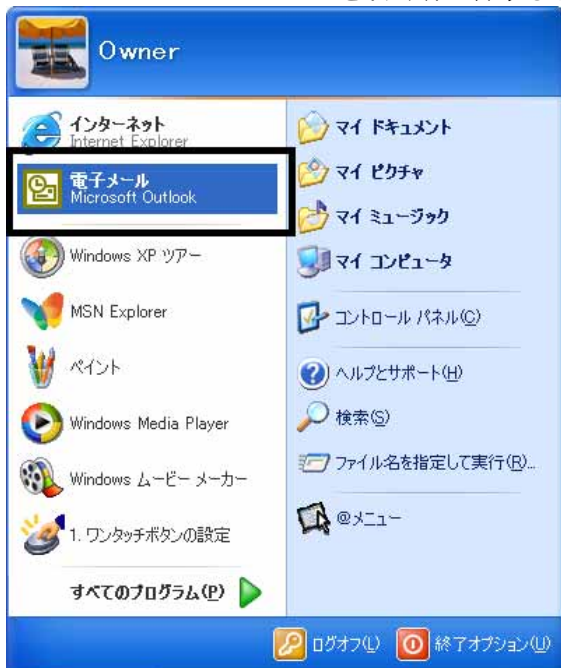 Owner
インターネット
Internet Explorer
電子メール
Microsoft Outlook
Windows XP ツアー
MSN Explorer
ペイント
Windows Media Player
Windows ムービー メーカー
1. ワンタッチボタンの設定
すべてのプログラム(P)
マイ ドキュメント
マイ ピクチャ
マイ ミュージック
マイ コンピュータ
コントロール パネル(C)
ヘルプとサポート(H)
検索(S)
ファイル名を指定して実行(R)...
@メニュー
ログオフ(L)
終了オプション(U)